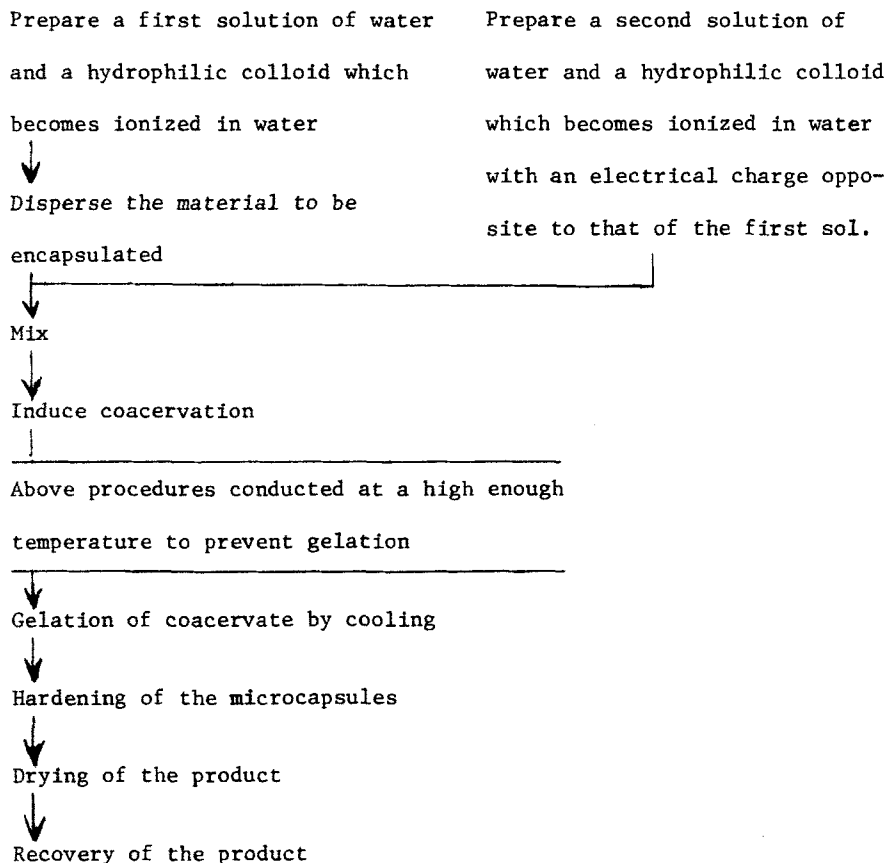 Prepare a first solution of water
and a hydrophilic colloid which
becomes ionized in water
Disperse the material to be
encapsulated
Prepare a second solution of
water and a hydrophilic colloid
which becomes ionized in water
with an electrical charge oppo-
site to that of the first sol.
Mix
Induce coacervation
Above procedures conducted at a high enough
temperature to prevent gelation
Gelation of coacervate by cooling
Hardening of the microcapsules
Drying of the product
Recovery of the product